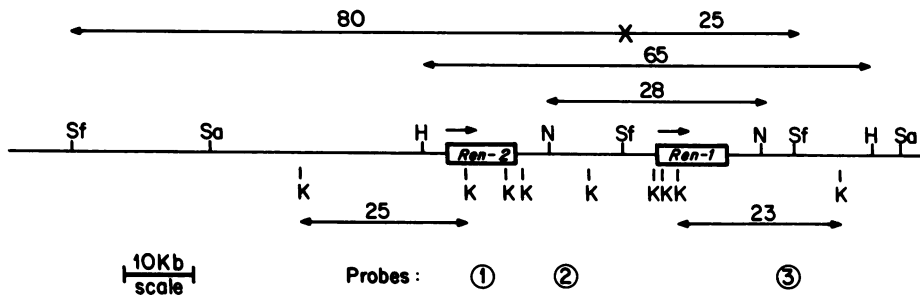 80 X 25
65
28
Sf Sa H N Sf N Sf H Sa
Ren-2 Ren-1
K K K K K K K K K
25 23
10Kb
scale
Probes: 1 2 3